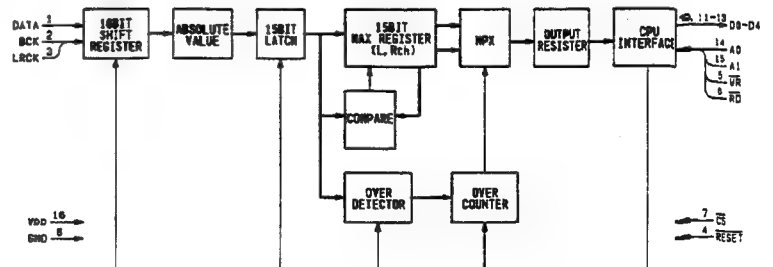 DATA 1
BCK 2
LRCK 3
16BIT
SHIFT
REGISTER
ABSOLUTE
VALUE
15BIT
LATCH
15BIT
MAX REGISTER
(L, Rch)
MPX
OUTPUT
RESISTER
CPU
INTERFACE
11-13 D0-D4
14 A0
15 A1
5 WR
6 RD
COMPARE
OVER
DETECTOR
OVER
COUNTER
VDD 16
GND 8
7 CS
4 RESET